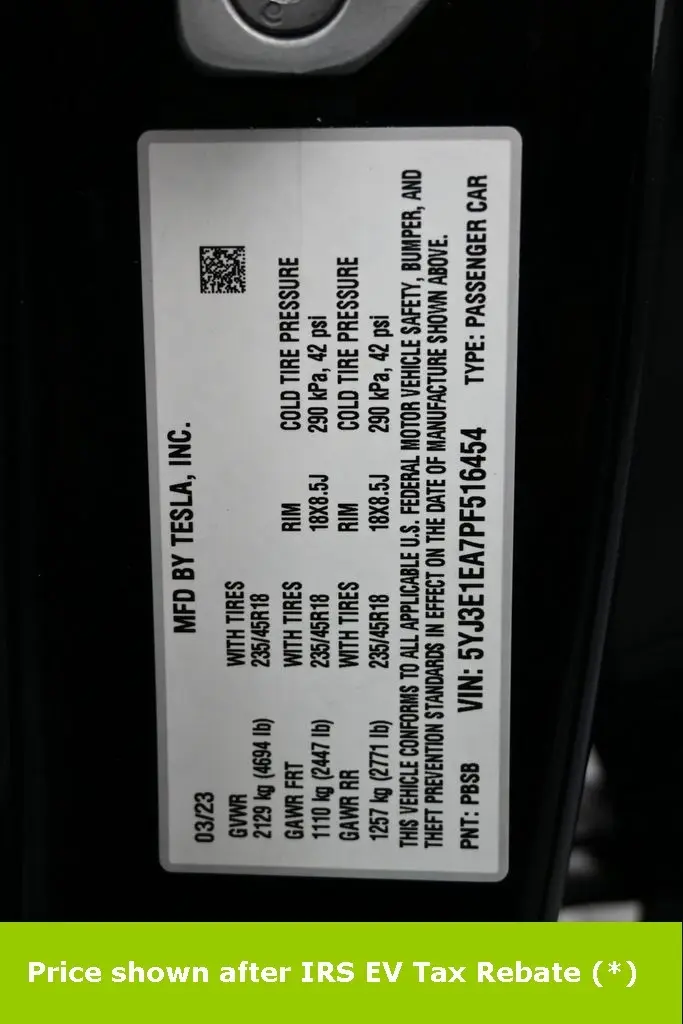 MFD BY TESLA, INC.
03/23
GVWR WITH TIRES
2129 kg (4694 lb) 235/45R18
GAWR FRT WITH TIRES RIM COLD TIRE PRESSURE
1110 kg (2447 lb) 235/45R18 18X8.5J 290 kPa, 42 psi
GAWR RR WITH TIRES RIM COLD TIRE PRESSURE
1257 kg (2771 lb) 235/45R18 18X8.5J 290 kPa, 42 psi
THIS VEHICLE CONFORMS TO ALL APPLICABLE U.S. FEDERAL MOTOR VEHICLE SAFETY, BUMPER, AND
THEFT PREVENTION STANDARDS IN EFFECT ON THE DATE OF MANUFACTURE SHOWN ABOVE.
PNT: PBSB VIN: 5YJ3E1EA7PF516454 TYPE: PASSENGER CAR
Price shown after IRS EV Tax Rebate (*)